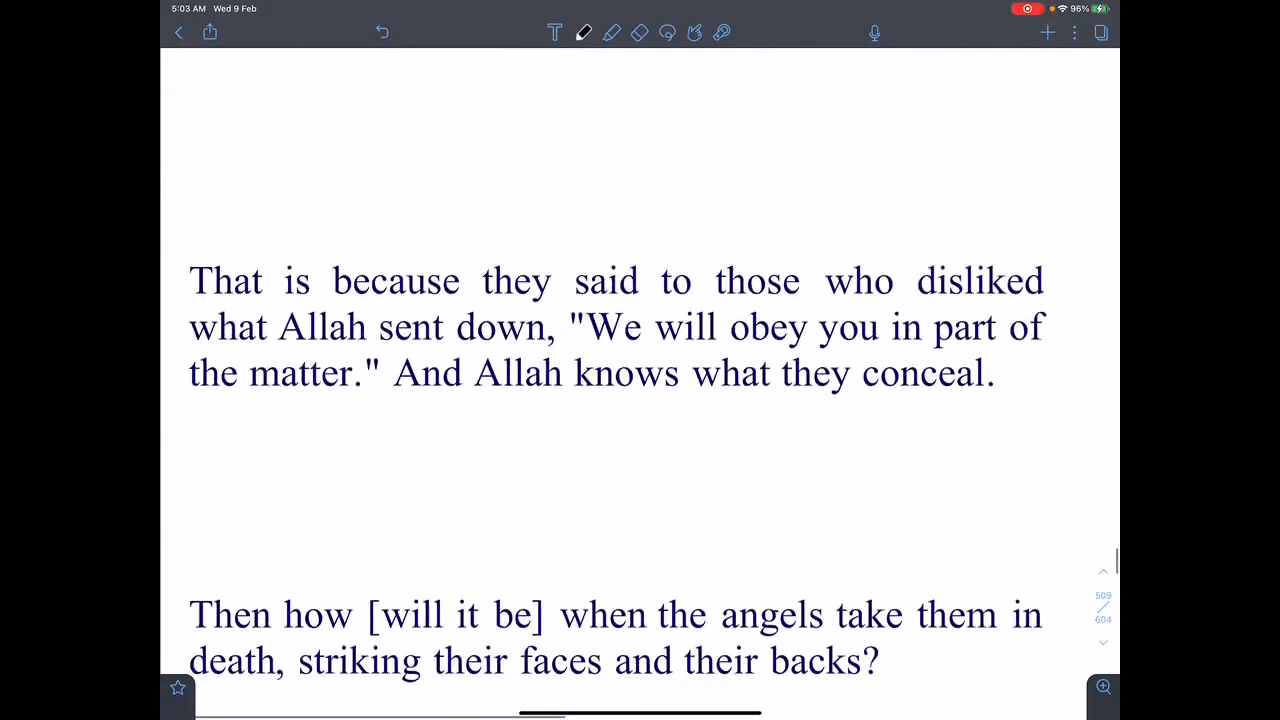 5:03 AM Wed 9 Feb 96%
T
That is because they said to those who disliked
what Allah sent down, "We will obey you in part of
the matter." And Allah knows what they conceal.
509
604
Then how [will it be] when the angels take them in
death, striking their faces and their backs?